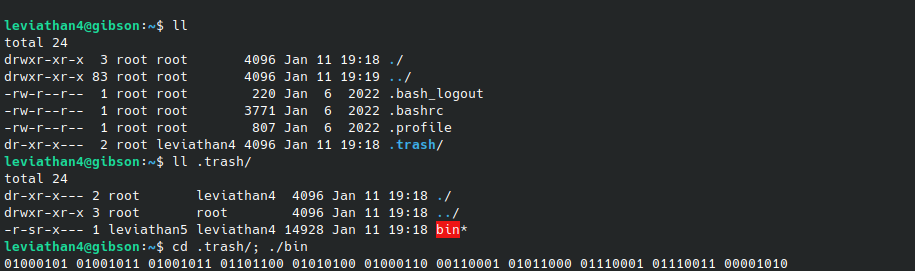 leviathan4@gibson:~$ ll
total 24
drwxr-xr-x  3 root root       4096 Jan 11 19:18 ./
drwxr-xr-x 83 root root       4096 Jan 11 19:19 ../
-rw-r--r--  1 root root        220 Jan  6  2022 .bash_logout
-rw-r--r--  1 root root       3771 Jan  6  2022 .bashrc
-rw-r--r--  1 root root        807 Jan  6  2022 .profile
dr-xr-x---  2 root leviathan4 4096 Jan 11 19:18 .trash/
leviathan4@gibson:~$ ll .trash/
total 24
dr-xr-x--- 2 root       leviathan4  4096 Jan 11 19:18 ./
drwxr-xr-x 3 root       root        4096 Jan 11 19:18 ../
-r-sr-x--- 1 leviathan5 leviathan4 14928 Jan 11 19:18 bin*
leviathan4@gibson:~$ cd .trash/; ./bin
01000101 01001011 01001011 01101100 01010100 01000110 00110001 01011000 01110001 01110011 00001010